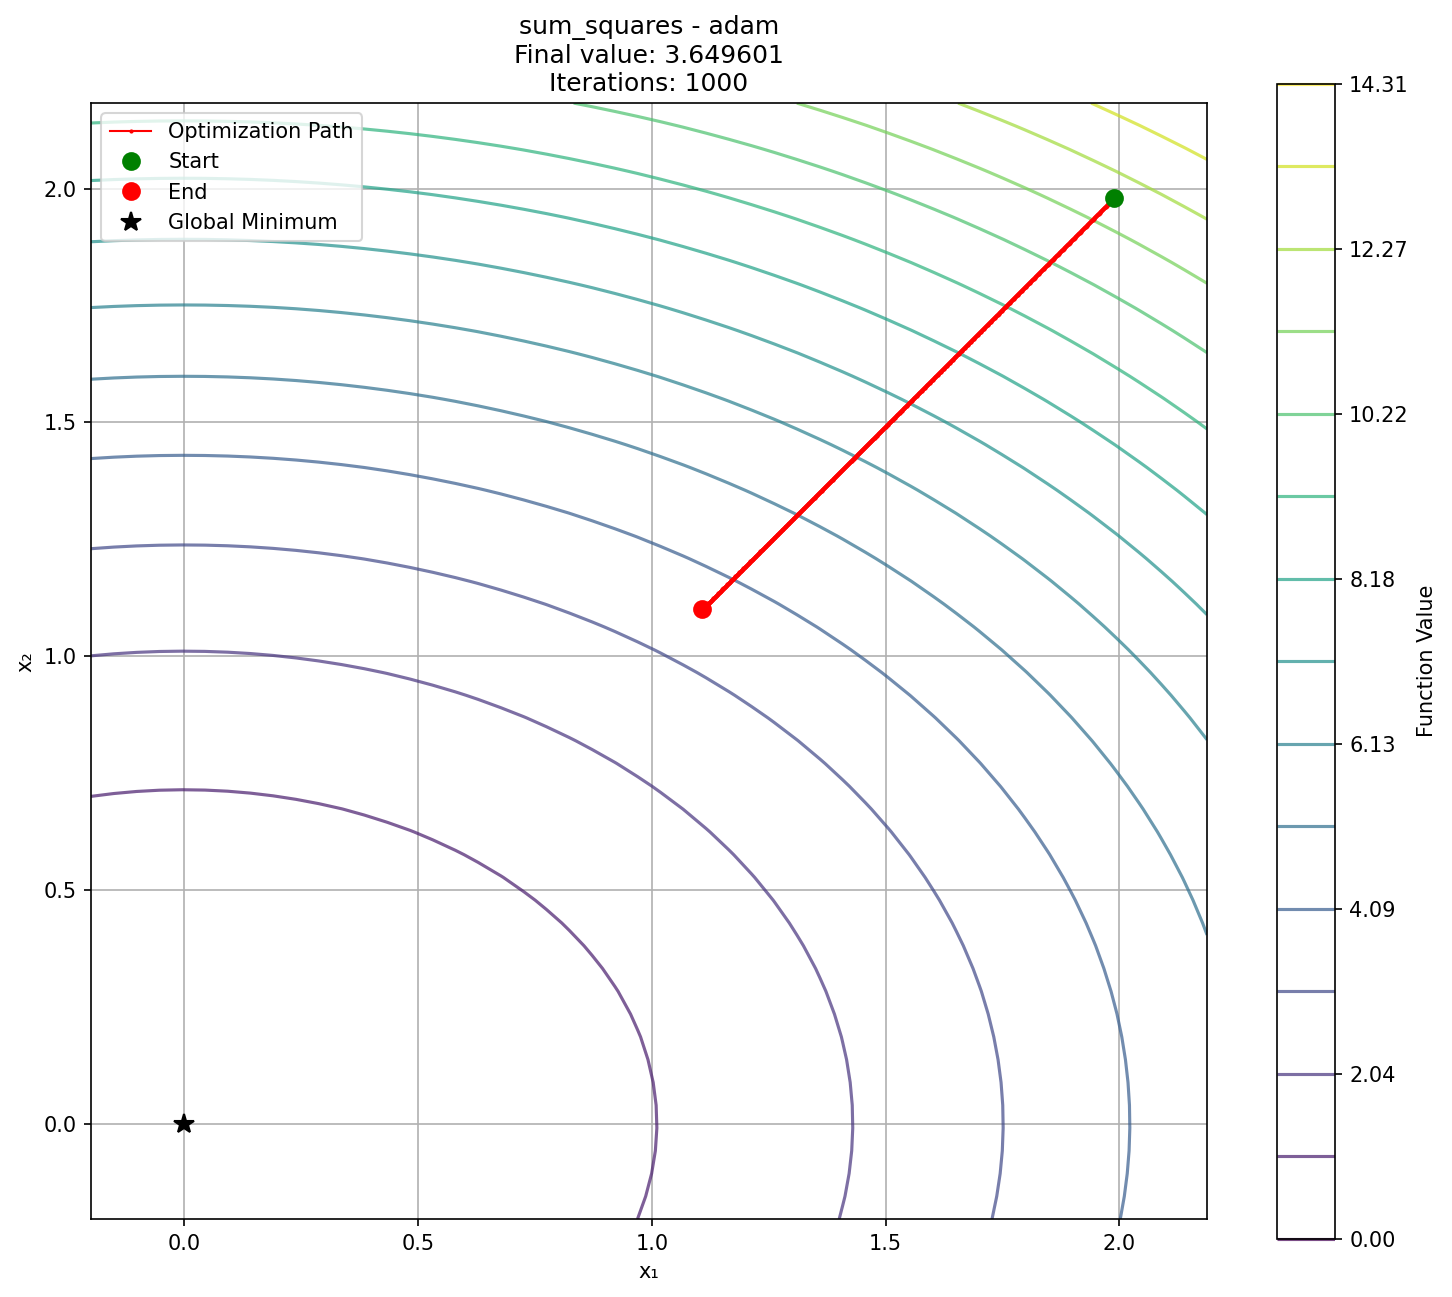 sum_squares - adam
Final value: 3.649601
Iterations: 1000
Optimization Path
Start
End
Global Minimum
2.0
1.5
1.0
0.5
0.0
x₂
0.0
0.5
1.0
1.5
2.0
x₁
14.31
12.27
10.22
8.18
6.13
4.09
2.04
0.00
Function Value